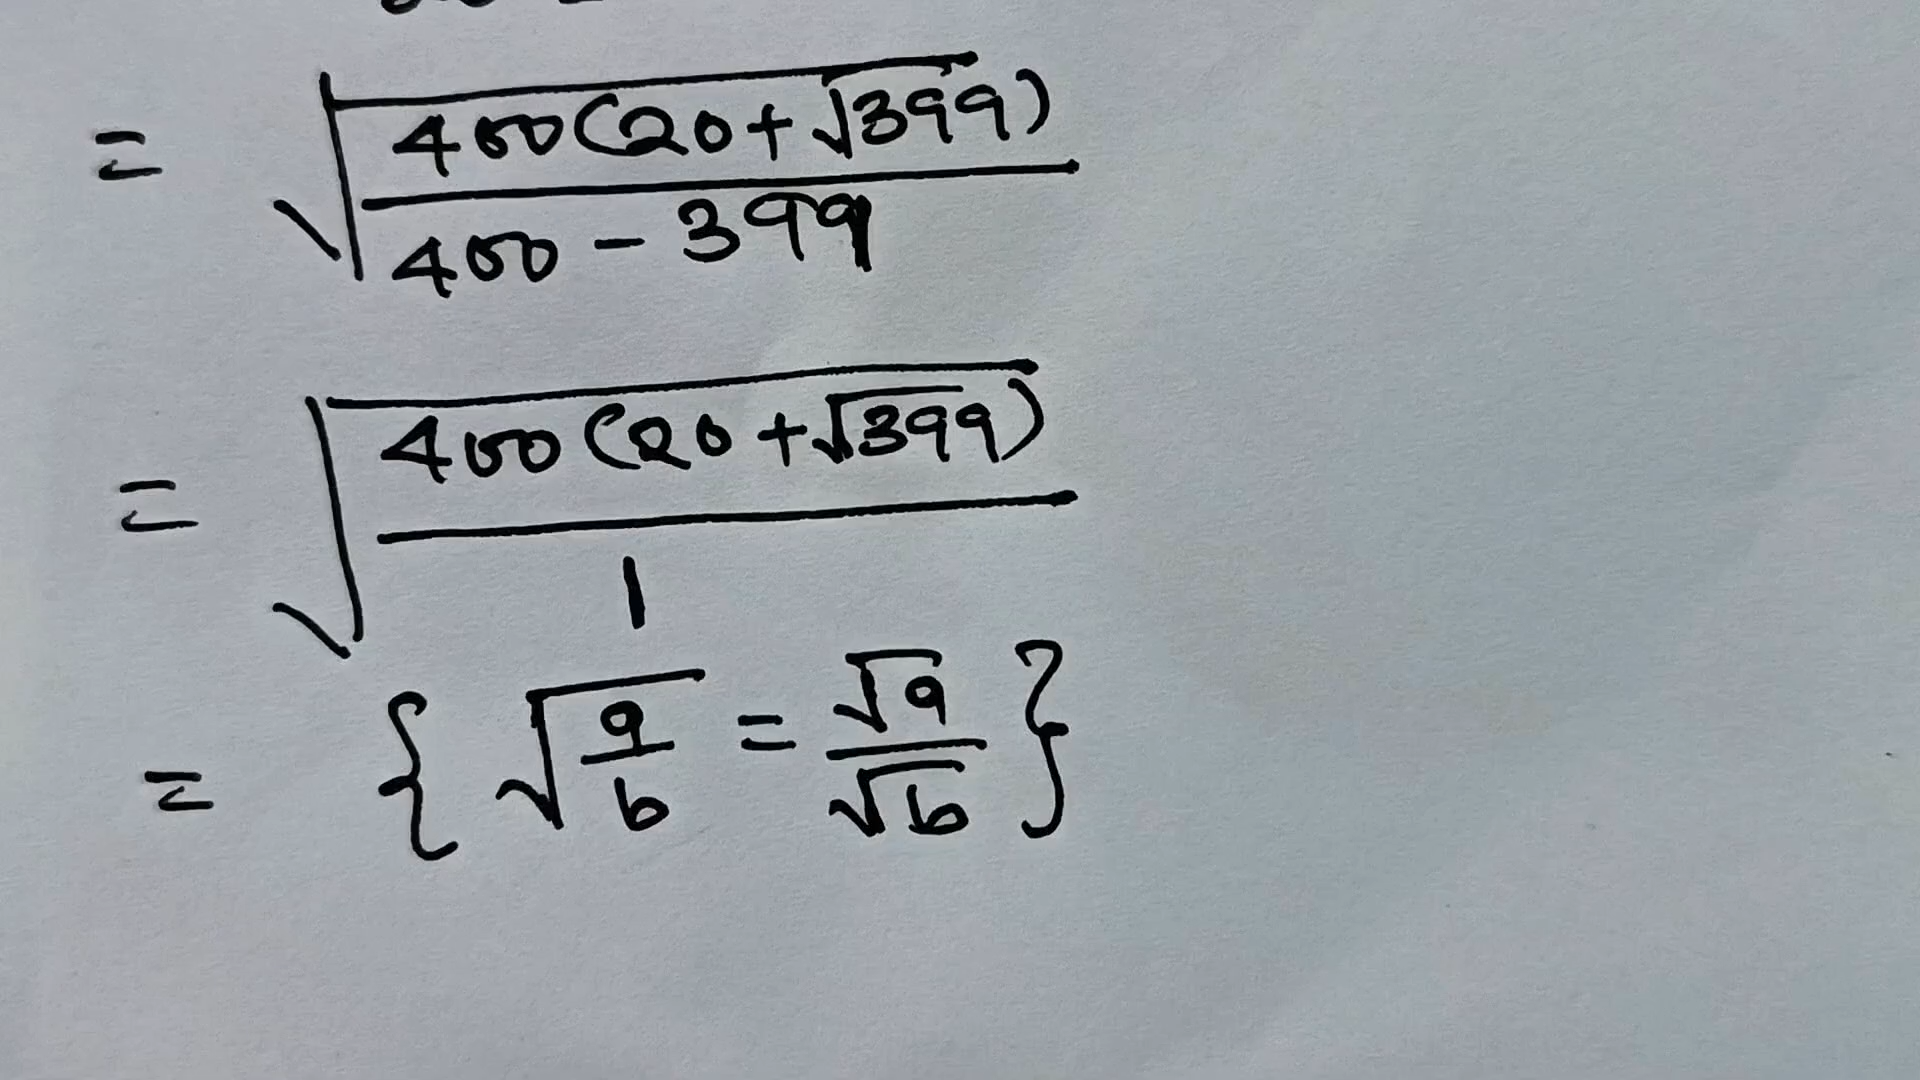 = √(400(20+√399) / 400-399)
= √(400(20+√399) / 1)
= {√(a/b) = √a/√b}